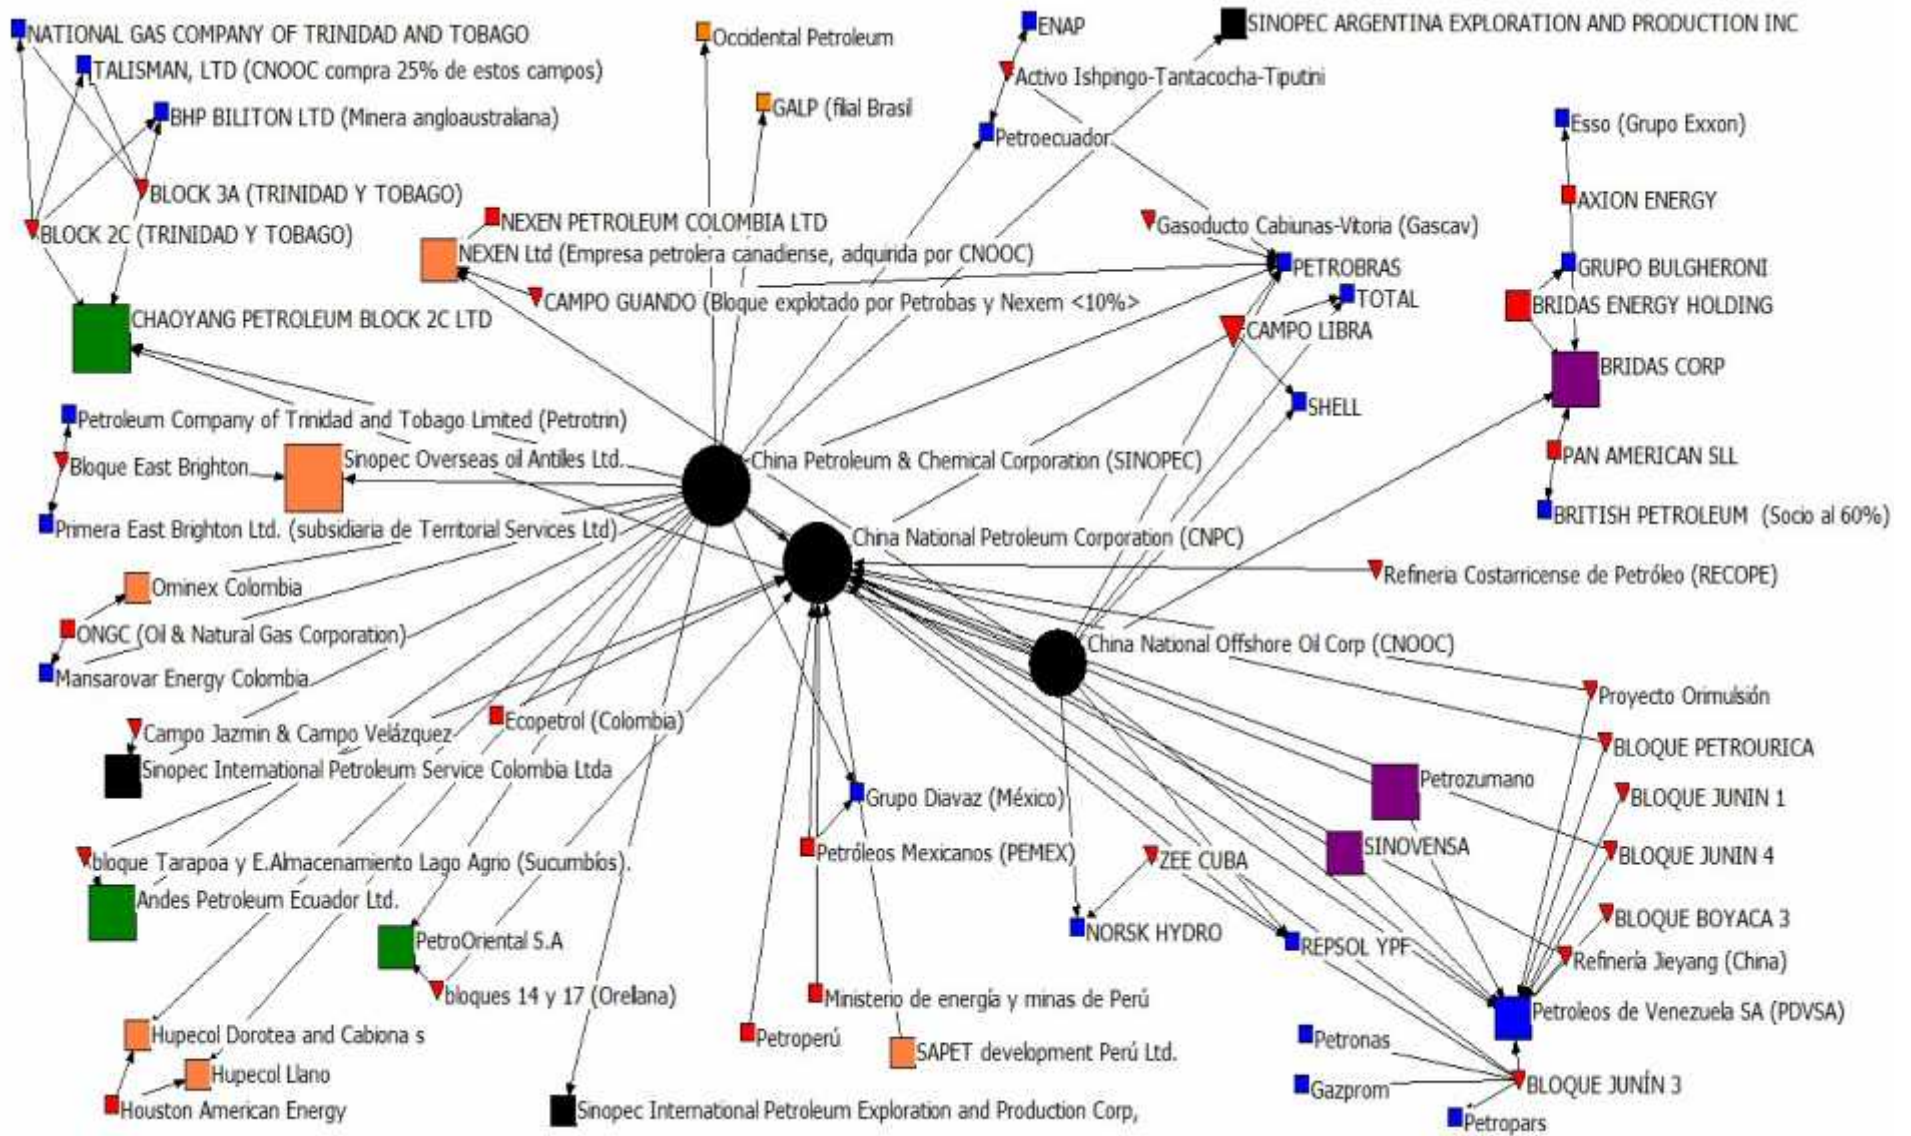 NATIONAL GAS COMPANY OF TRINIDAD AND TOBAGO
Occidental Petroleum
ENAP
SINOPEC ARGENTINA EXPLORATION AND PRODUCTION INC
TALISMAN, LTD (CNOOC compra 25% de estos campos)
Activo Ishpingo-Tantacocha-Tiputini
BHP BILITON LTD (Minera angloaustraliana)
GALP (filial Brasil
Petroecuador
Esso (Grupo Exxon)
BLOCK 3A (TRINIDAD Y TOBAGO)
AXION ENERGY
BLOCK 2C (TRINIDAD Y TOBAGO)
NEXEN PETROLEUM COLOMBIA LTD
Gasoducto Cabiunas-Vitoria (Gascav)
NEXEN Ltd (Empresa petrolera canadiense, adquirida por CNOOC)
PETROBRAS
GRUPO BULGHERONI
CAMPO GUANDO (Bloque explotado por Petrobas y Nexem <10%>
TOTAL
BRIDAS ENERGY HOLDING
CHAOYANG PETROLEUM BLOCK 2C LTD
CAMPO LIBRA
BRIDAS CORP
Petroleum Company of Trinidad and Tobago Limited (Petrotrin)
SHELL
Bloque East Brighton
Sinopec Overseas oil Antiles Ltd.
China Petroleum & Chemical Corporation (SINOPEC)
PAN AMERICAN SLL
Primera East Brighton Ltd. (subsidiaria de Territorial Services Ltd)
China National Petroleum Corporation (CNPC)
BRITISH PETROLEUM (Socio al 60%)
Ominex Colombia
Refineria Costarricense de Petróleo (RECOPE)
ONGC (Oil & Natural Gas Corporation)
China National Offshore Oil Corp (CNOOC)
Mansarovar Energy Colombia
Proyecto Orimulsión
Campo Jazmin & Campo Velázquez
Ecopetrol (Colombia)
BLOQUE PETROURICA
Sinopec International Petroleum Service Colombia Ltda
Petrozumano
Grupo Diavaz (México)
BLOQUE JUNIN 1
bloque Tarapoa y E.Almacenamiento Lago Agrio (Sucumbíos).
Petróleos Mexicanos (PEMEX)
ZEE CUBA
SINOVENSA
BLOQUE JUNIN 4
Andes Petroleum Ecuador Ltd.
PetroOriental S.A
NORSK HYDRO
REPSOL YPF
BLOQUE BOYACA 3
Refinería Jieyang (China)
bloques 14 y 17 (Orellana)
Ministerio de energía y minas de Perú
Petroleos de Venezuela SA (PDVSA)
Hupecol Dorotea and Cabiona s
Petroperú
SAPET development Perú Ltd.
Petronas
Hupecol Llano
Gazprom
BLOQUE JUNÍN 3
Houston American Energy
Sinopec International Petroleum Exploration and Production Corp,
Petropars